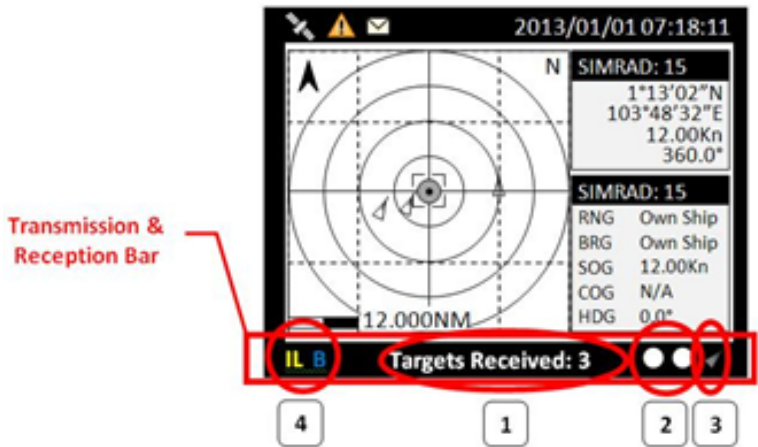 2013/01/01 07:18:11
N
SIMRAD: 15
1°13'02"N
103°48'32"E
12.00Kn
360.0°
SIMRAD: 15
RNG Own Ship
BRG Own Ship
SOG 12.00Kn
COG N/A
HDG 0.0°
12.000NM
Transmission &
Reception Bar
IL B Targets Received: 3
4 1 2 3